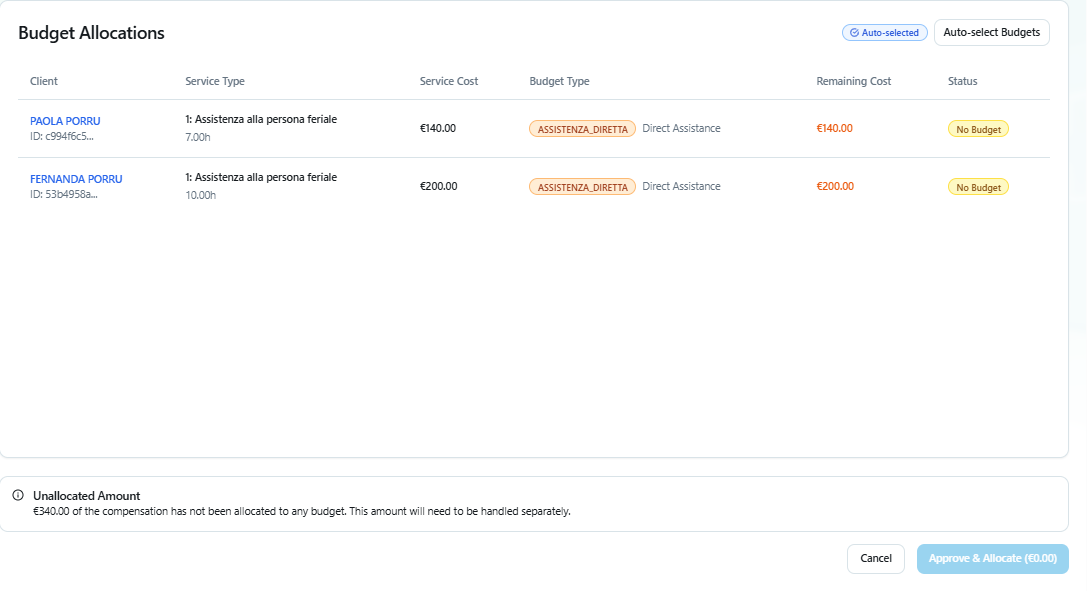 Budget Allocations
Auto-selected
Auto-select Budgets
Client Service Type Service Cost Budget Type Remaining Cost Status
PAOLA PORRU 1: Assistenza alla persona feriale €140.00 ASSISTENZA_DIRETTA Direct Assistance €140.00 No Budget
ID: c994f6c5... 7.00h
FERNANDA PORRU 1: Assistenza alla persona feriale €200.00 ASSISTENZA_DIRETTA Direct Assistance €200.00 No Budget
ID: 53b4958a... 10.00h
Unallocated Amount
€340.00 of the compensation has not been allocated to any budget. This amount will need to be handled separately.
Cancel
Approve & Allocate (€0.00)